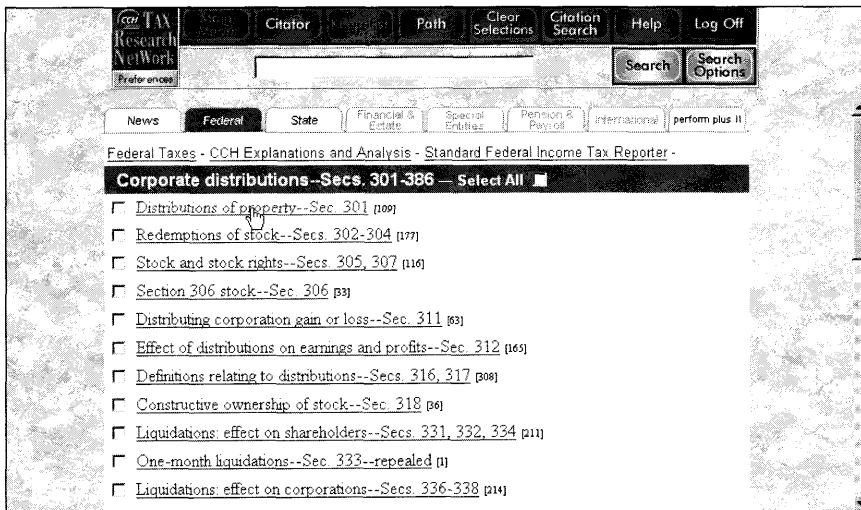 CCH TAX
Research
NetWork
Preferences
Citator
Path
Clear
Selections
Citation
Search
Help
Log Off
Search
Search
Options
News
Federal
State
Financial &
Estate
Special
Entities
Pension &
Payroll
International
perform plus II
Federal Taxes - CCH Explanations and Analysis - Standard Federal Income Tax Reporter -
Corporate distributions--Secs. 301-386 — Select All
Distributions of property--Sec. 301 [109]
Redemptions of stock--Secs. 302-304 [177]
Stock and stock rights--Secs. 305, 307 [116]
Section 306 stock--Sec. 306 [33]
Distributing corporation gain or loss--Sec. 311 [63]
Effect of distributions on earnings and profits--Sec. 312 [165]
Definitions relating to distributions--Secs. 316, 317 [308]
Constructive ownership of stock--Sec. 318 [36]
Liquidations: effect on shareholders--Secs. 331, 332, 334 [211]
One-month liquidations--Sec. 333--repealed [1]
Liquidations: effect on corporations--Secs. 336-338 [214]